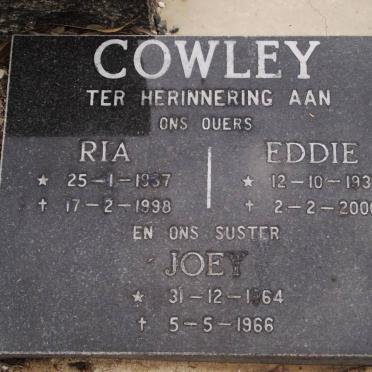 COWLEY
TER HERINNERING AAN
ONS OUERS
RIA EDDIE
★ 25-1-1937 ★ 12-10-193
✝ 17-2-1998 ✝ 2-2-200
EN ONS SUSTER
JOEY
★ 31-12-1964
✝ 5-5-1966